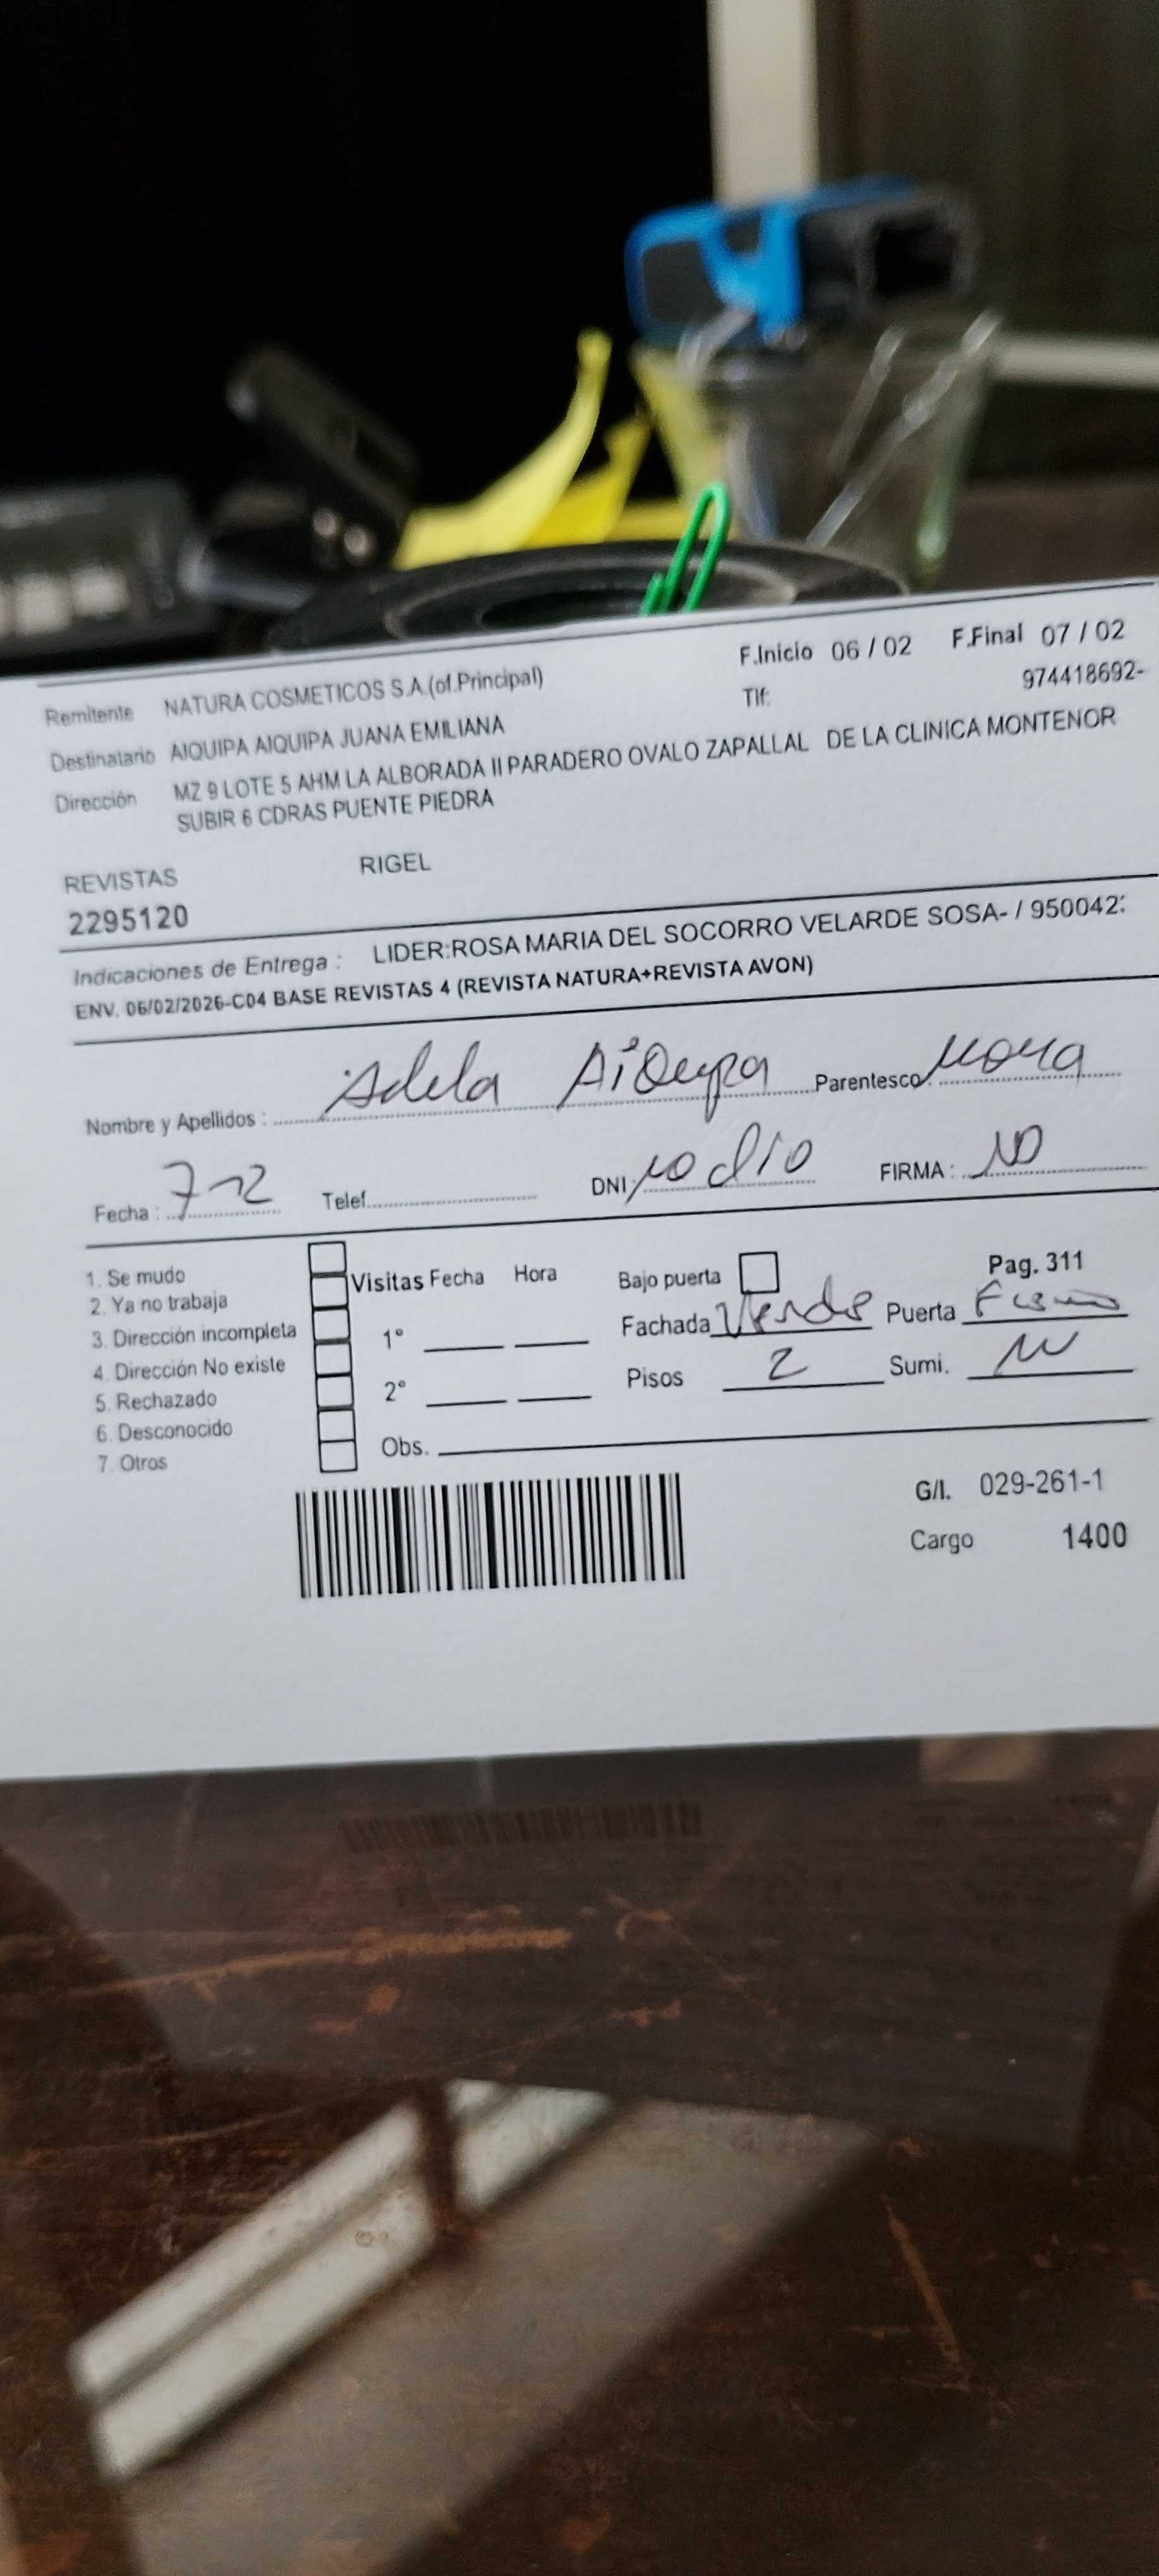 F.Inicio 06 / 02 F.Final 07 / 02
Remitente NATURA COSMETICOS S.A.(of.Principal) Tlf: 974418692-
Destinatario AIQUIPA AIQUIPA JUANA EMILIANA
Dirección MZ 9 LOTE 5 AHM LA ALBORADA II PARADERO OVALO ZAPALLAL DE LA CLINICA MONTENOR
SUBIR 6 CDRAS PUENTE PIEDRA
REVISTAS RIGEL
2295120
Indicaciones de Entrega : LIDER:ROSA MARIA DEL SOCORRO VELARDE SOSA- / 950042
ENV. 06/02/2026-C04 BASE REVISTAS 4 (REVISTA NATURA+REVISTA AVON)
Nombre y Apellidos : Adela Aiquipa Parentesco:
Fecha : 7-2 Telef. DNI: no dio FIRMA : NO
1. Se mudo
2. Ya no trabaja
3. Dirección incompleta
4. Dirección No existe
5. Rechazado
6. Desconocido
7. Otros
Visitas Fecha Hora
1°
2°
Obs.
Bajo puerta Pag. 311
Fachada Verde Puerta
Pisos 2 Sumi.
G/I. 029-261-1
Cargo 1400